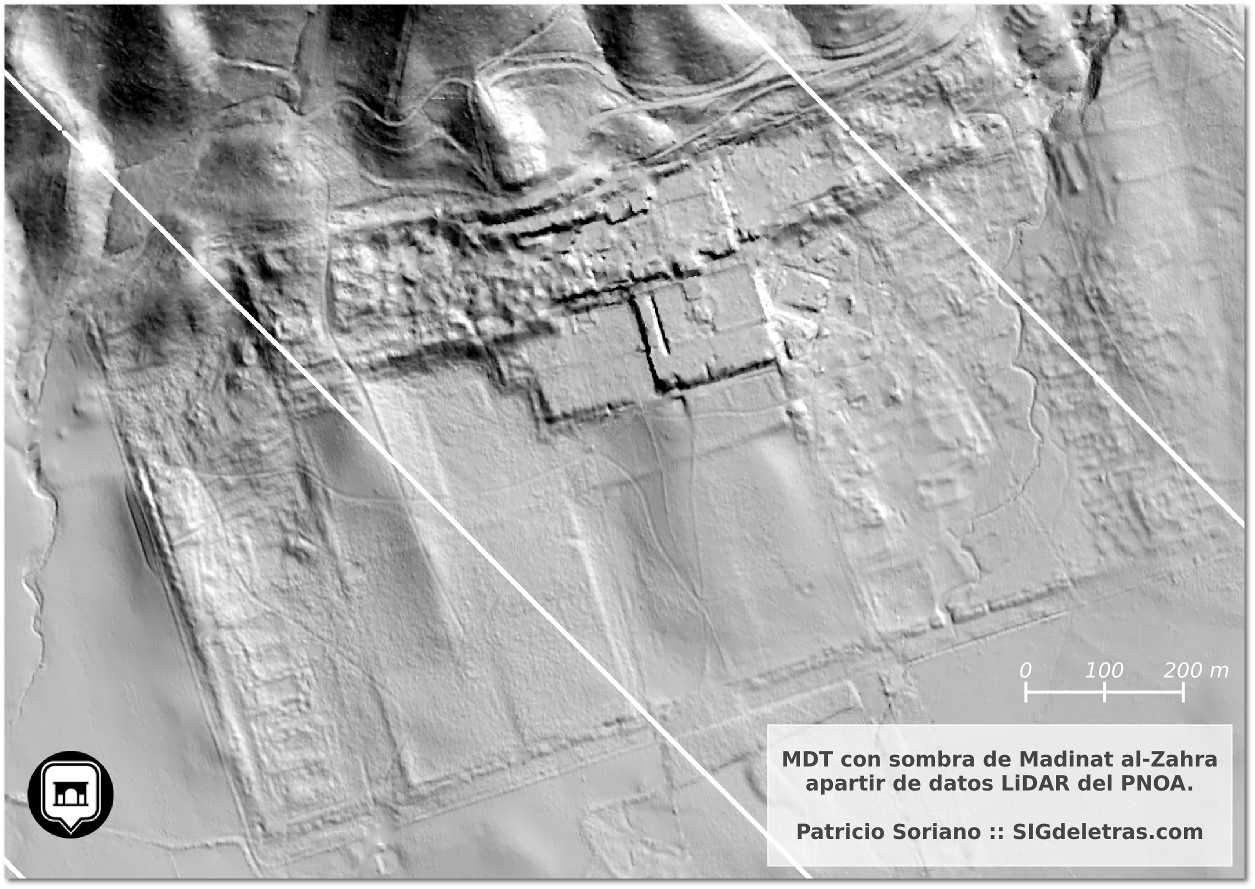 0 100 200 m
MDT con sombra de Madinat al-Zahra
apartir de datos LiDAR del PNOA.
Patricio Soriano :: SIGdeletras.com